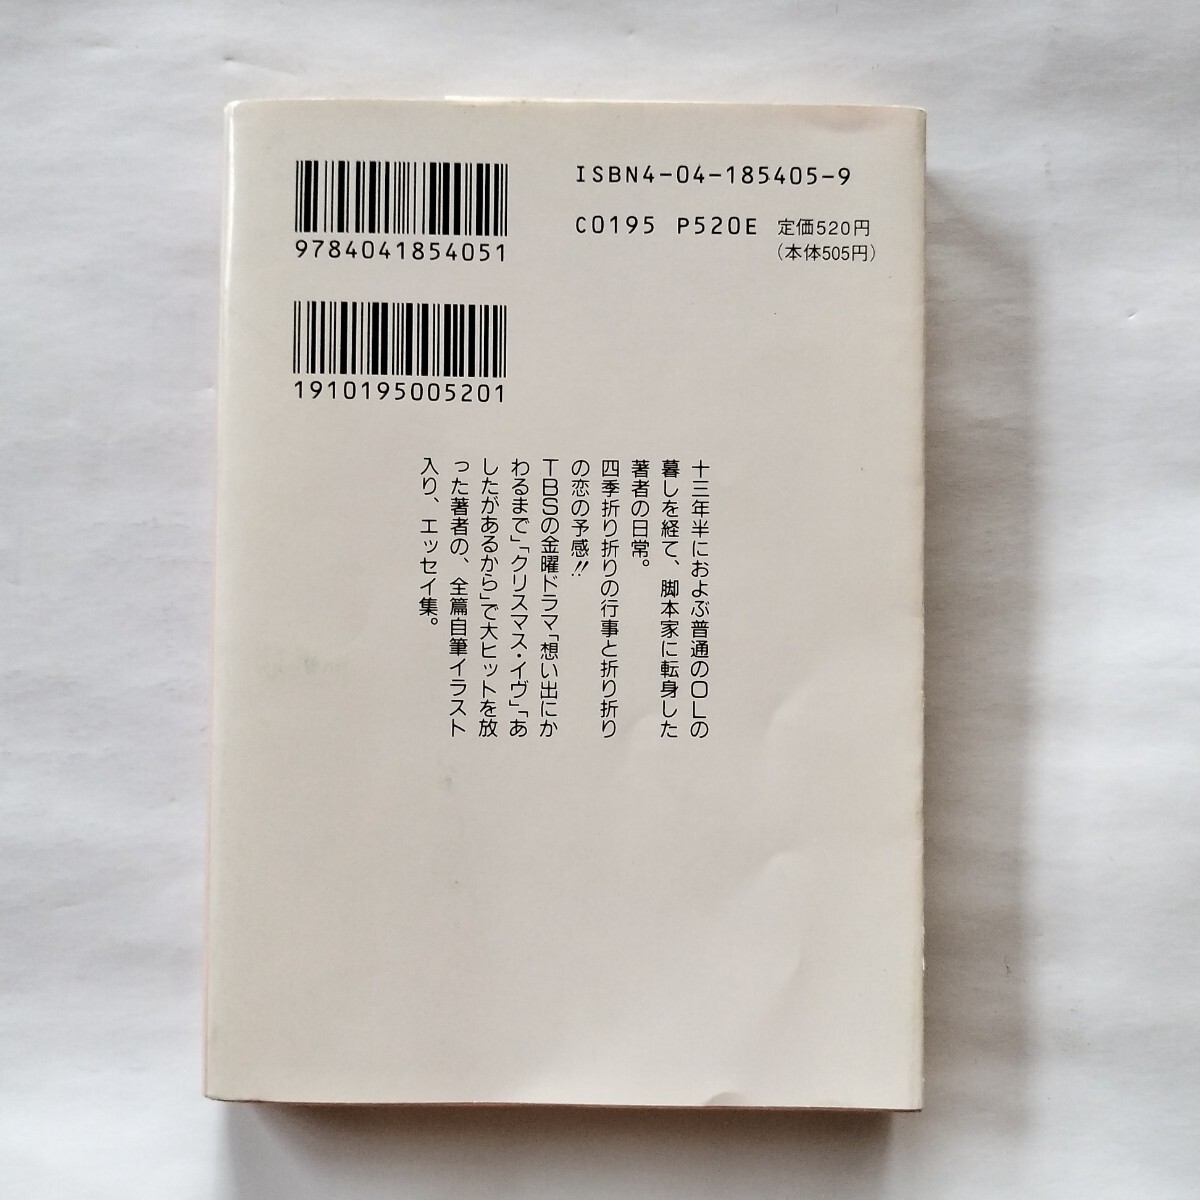 ISBN4-04-185405-9
C0195 P520E 定価520円
(本体505円)
9784041854051
1910195005201
十三年半におよぶ普通のOLの
暮しを経て、脚本家に転身した
著者の日常。
四季折り折りの行事と折り折り
の恋の予感!!
TBSの金曜ドラマ「想い出にか
わるまで」「クリスマス・イヴ」「あ
したがあるから」で大ヒットを放
った著者の、全篇自筆イラスト
入り、エッセイ集。